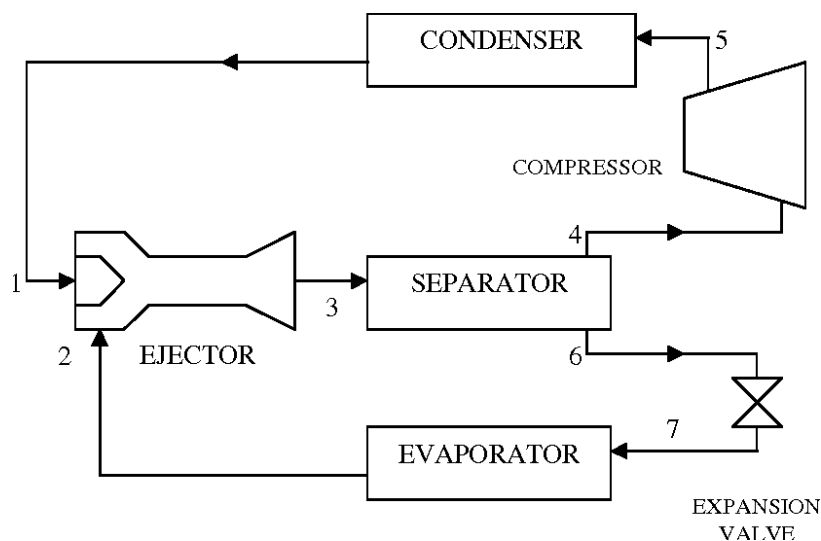 CONDENSER
5
COMPRESSOR
4
1
3
SEPARATOR
2
EJECTOR
6
7
EVAPORATOR
EXPANSION
VALVE